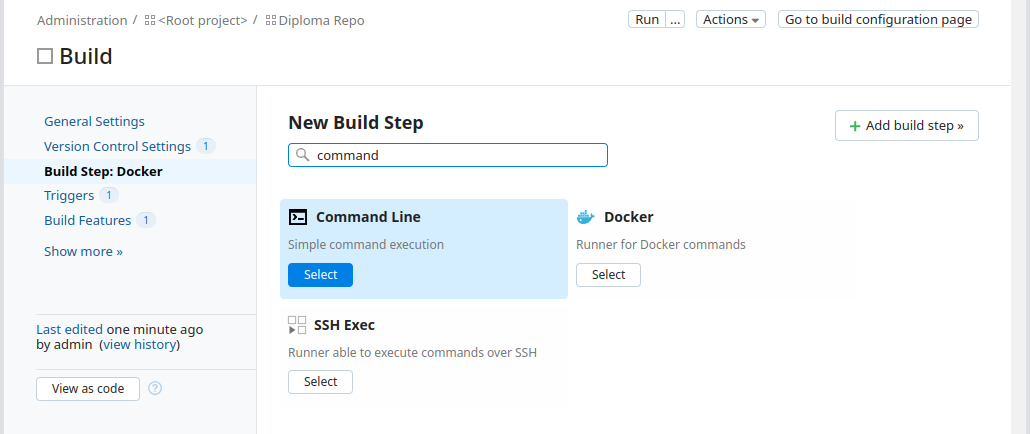 Administration / <Root project> / Diploma Repo
Run ... Actions Go to build configuration page
Build
General Settings
Version Control Settings 1
Build Step: Docker
Triggers 1
Build Features 1
Show more »
Last edited one minute ago
by admin (view history)
View as code ?
New Build Step
+ Add build step »
command
Command Line
Simple command execution
Select
Docker
Runner for Docker commands
Select
SSH Exec
Runner able to execute commands over SSH
Select